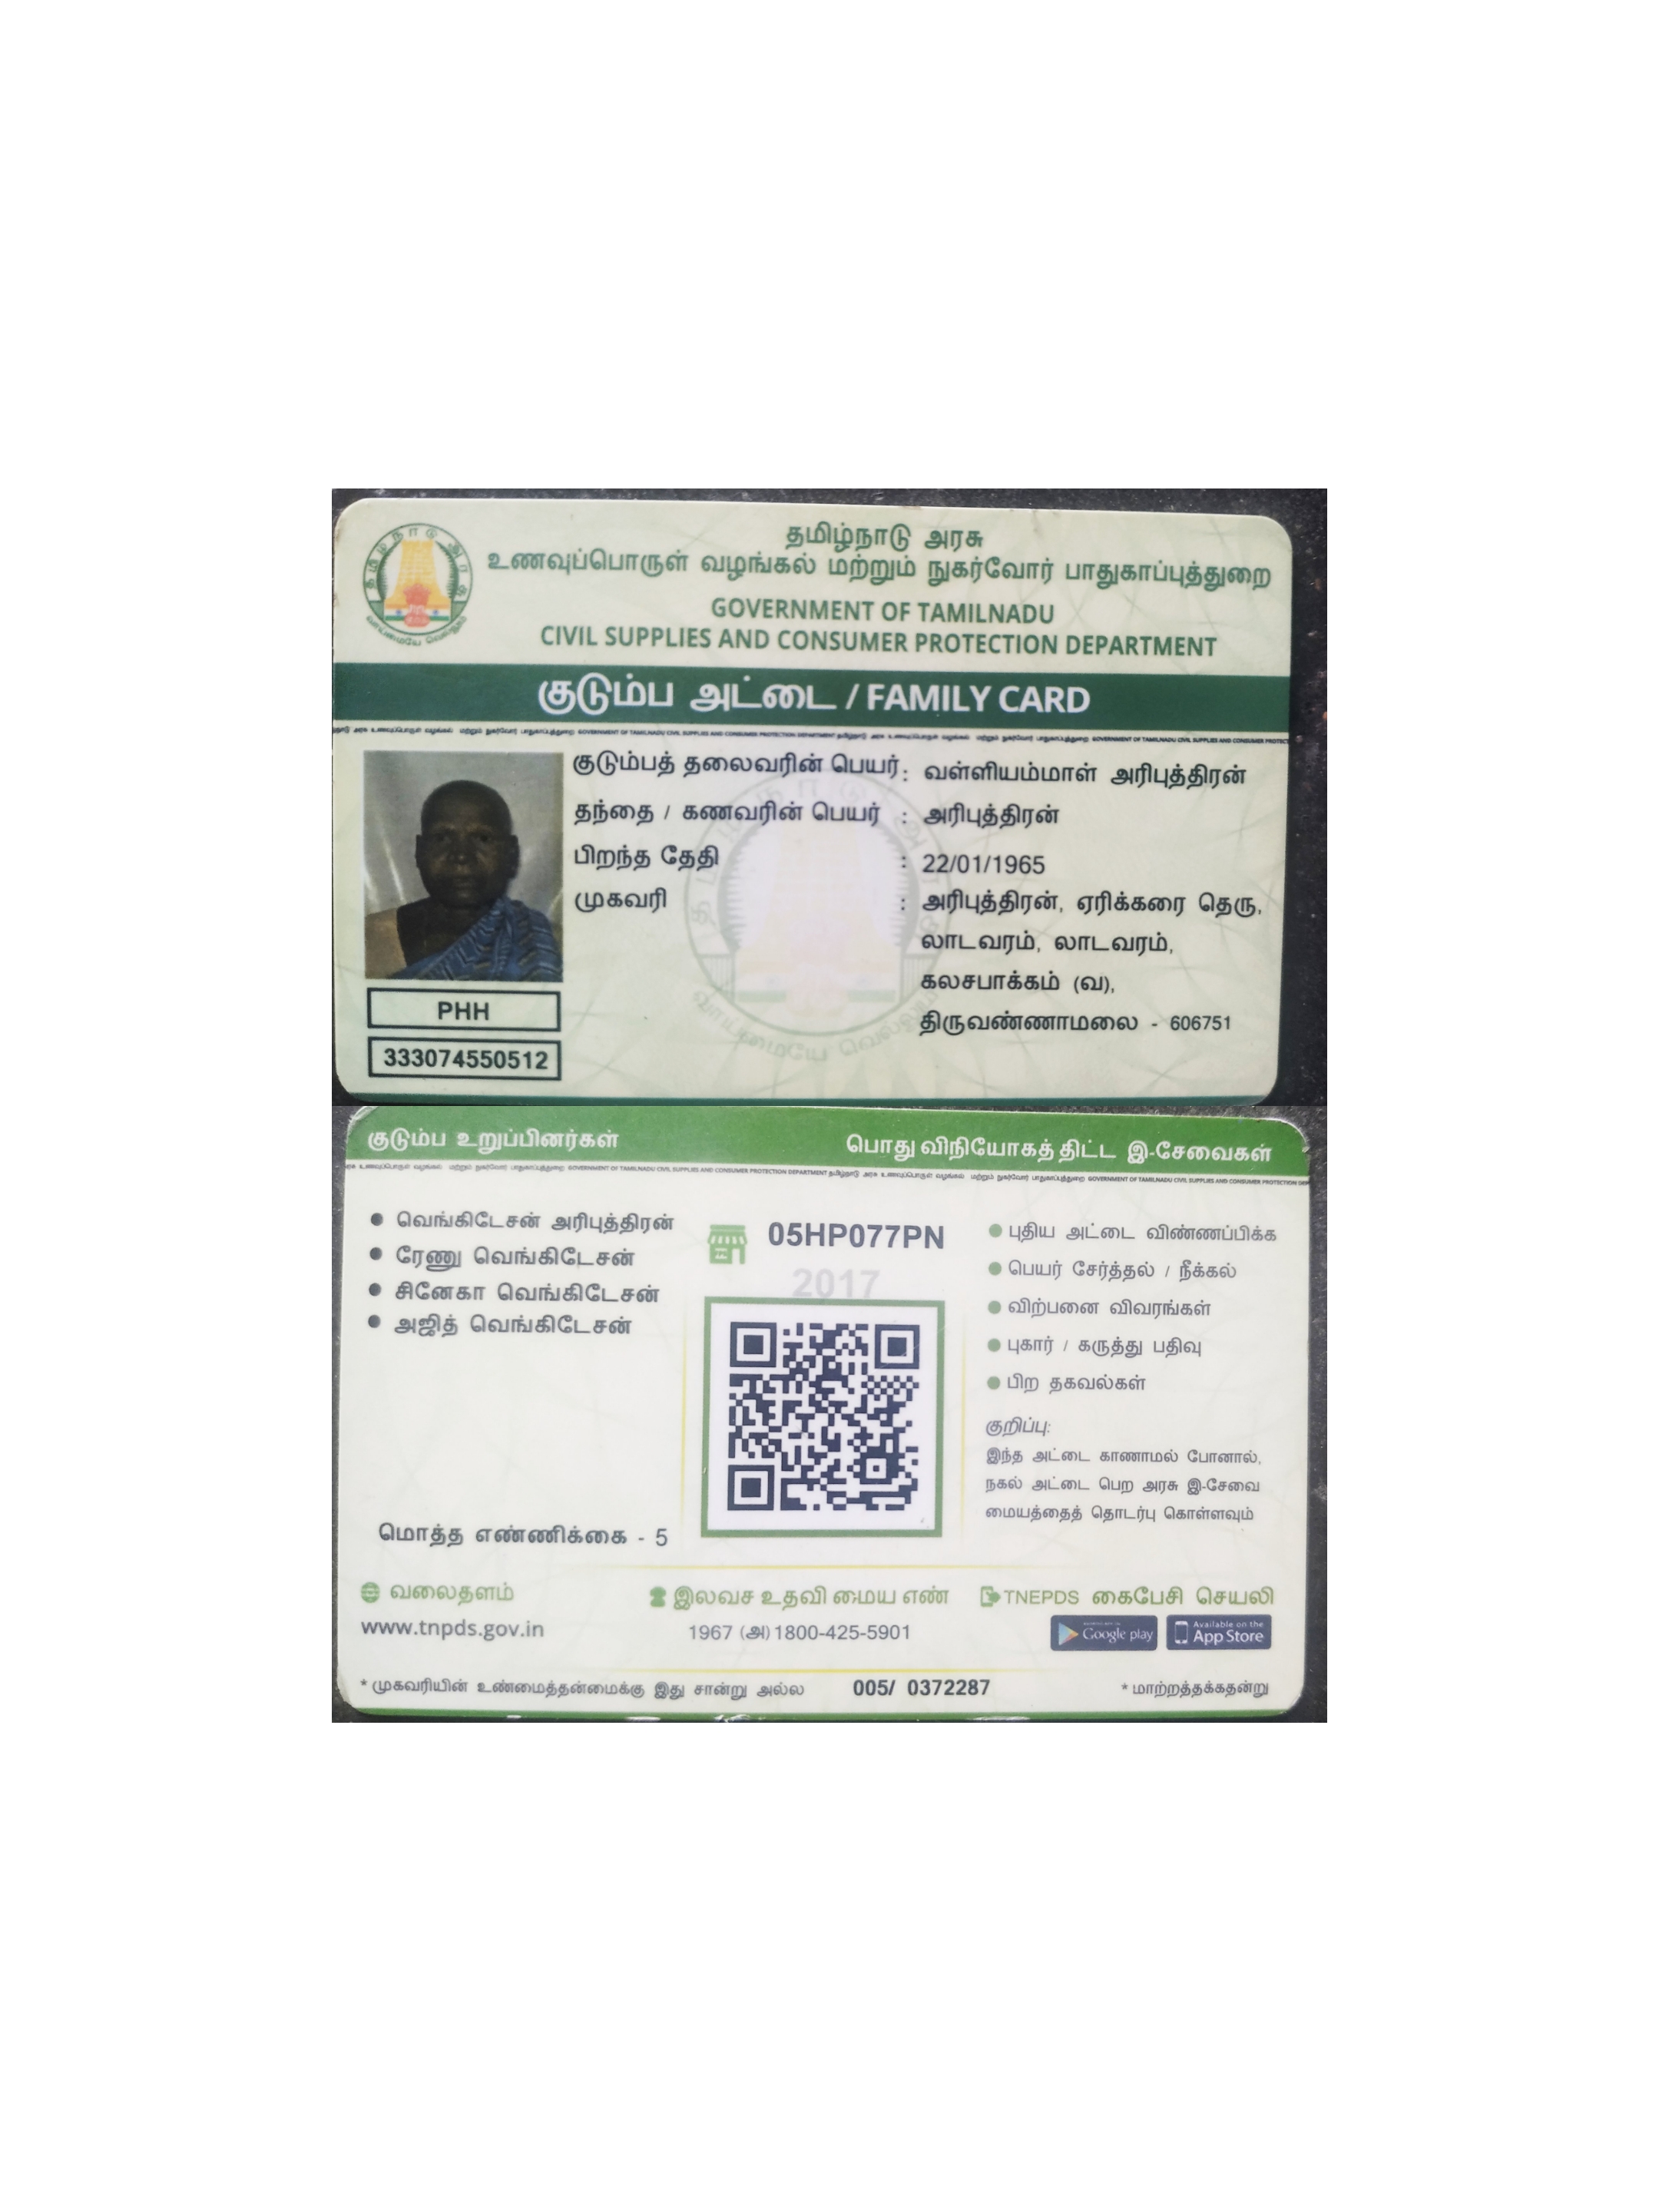 தமிழ்நாடு அரசு
உணவுப்பொருள் வழங்கல் மற்றும் நுகர்வோர் பாதுகாப்புத்துறை
GOVERNMENT OF TAMILNADU
CIVIL SUPPLIES AND CONSUMER PROTECTION DEPARTMENT
குடும்ப அட்டை / FAMILY CARD
குடும்பத் தலைவரின் பெயர் : வள்ளியம்மாள் அரிபுத்திரன்
தந்தை / கணவரின் பெயர் : அரிபுத்திரன்
பிறந்த தேதி : 22/01/1965
முகவரி : அரிபுத்திரன், ஏரிக்கரை தெரு,
லாடவரம், லாடவரம்,
கலசபாக்கம் (வ),
திருவண்ணாமலை - 606751
PHH
333074550512
குடும்ப உறுப்பினர்கள்
பொது விநியோகத் திட்ட இ-சேவைகள்
வெங்கிடேசன் அரிபுத்திரன்
ரேணு வெங்கிடேசன்
சினேகா வெங்கிடேசன்
அஜித் வெங்கிடேசன்
மொத்த எண்ணிக்கை - 5
05HP077PN
2017
புதிய அட்டை விண்ணப்பிக்க
பெயர் சேர்த்தல் / நீக்கல்
விற்பனை விவரங்கள்
புகார் / கருத்து பதிவு
பிற தகவல்கள்
குறிப்பு:
இந்த அட்டை காணாமல் போனால்,
நகல் அட்டை பெற அரசு இ-சேவை
மையத்தைத் தொடர்பு கொள்ளவும்
வலைதளம்
www.tnpds.gov.in
இலவச உதவி மைய எண்
1967 (அ) 1800-425-5901
TNEPDS கைபேசி செயலி
Google play
Available on the
App Store
* முகவரியின் உண்மைத்தன்மைக்கு இது சான்று அல்ல
005/ 0372287
* மாற்றத்தக்கதன்று